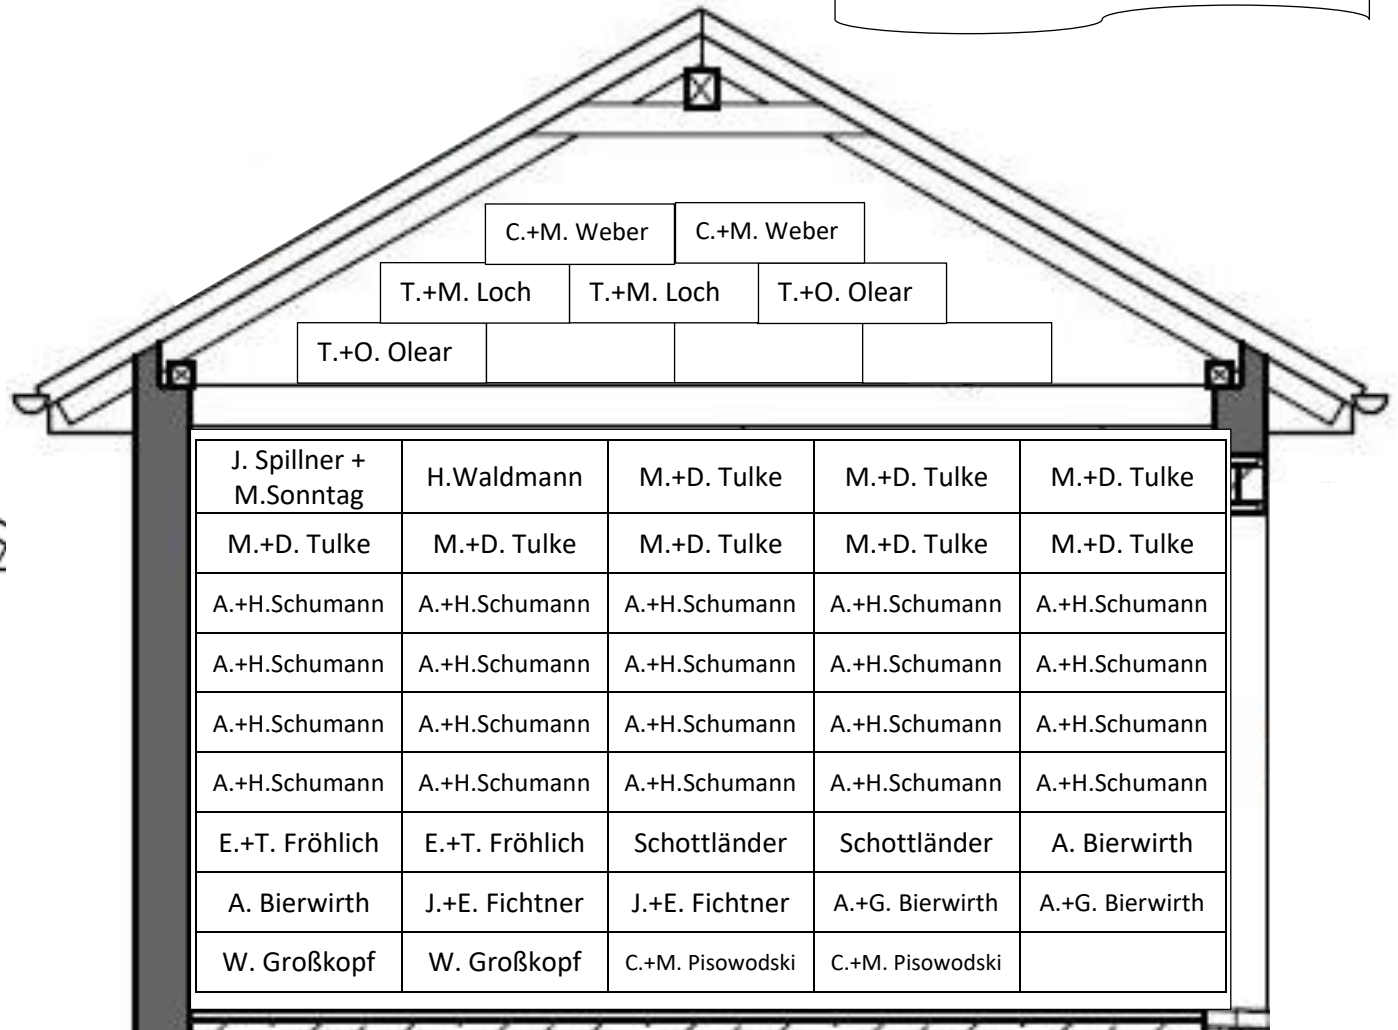 C.+M. Weber C.+M. Weber
T.+M. Loch T.+M. Loch T.+O. Olear
T.+O. Olear
J. Spillner +
M.Sonntag H.Waldmann M.+D. Tulke M.+D. Tulke M.+D. Tulke
M.+D. Tulke M.+D. Tulke M.+D. Tulke M.+D. Tulke M.+D. Tulke
A.+H.Schumann A.+H.Schumann A.+H.Schumann A.+H.Schumann A.+H.Schumann
A.+H.Schumann A.+H.Schumann A.+H.Schumann A.+H.Schumann A.+H.Schumann
A.+H.Schumann A.+H.Schumann A.+H.Schumann A.+H.Schumann A.+H.Schumann
A.+H.Schumann A.+H.Schumann A.+H.Schumann A.+H.Schumann A.+H.Schumann
E.+T. Fröhlich E.+T. Fröhlich Schottländer Schottländer A. Bierwirth
A. Bierwirth J.+E. Fichtner J.+E. Fichtner A.+G. Bierwirth A.+G. Bierwirth
W. Großkopf W. Großkopf C.+M. Pisowodski C.+M. Pisowodski